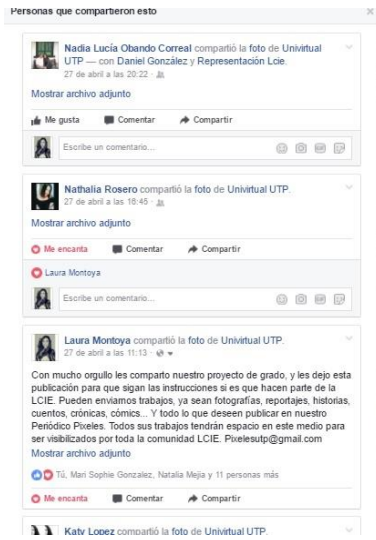 Personas que compartieron esto
Nadia Lucía Obando Correal compartió la foto de Univirtual
UTP — con Daniel González y Representación Lcie.
27 de abril a las 20:22 ·
Mostrar archivo adjunto
Me gusta Comentar Compartir
Escribe un comentario...
Nathalia Rosero compartió la foto de Univirtual UTP.
27 de abril a las 16:45 ·
Mostrar archivo adjunto
Me encanta Comentar Compartir
Laura Montoya
Escribe un comentario...
Laura Montoya compartió la foto de Univirtual UTP.
27 de abril a las 11:13 ·
Con mucho orgullo les comparto nuestro proyecto de grado, y les dejo esta
publicación para que sigan las instrucciones si es que hacen parte de la
LCIE. Pueden enviarnos trabajos, ya sean fotografías, reportajes, historias,
cuentos, crónicas, cómics... Y todo lo que deseen publicar en nuestro
Periódico Pixeles. Todos sus trabajos tendrán espacio en este medio para
ser visibilizados por toda la comunidad LCIE. Pixelesutp@gmail.com
Mostrar archivo adjunto
Tú, Mari Sophie Gonzalez, Natalia Mejia y 11 personas más
Me encanta Comentar Compartir
Katy Lopez compartió la foto de Univirtual UTP.